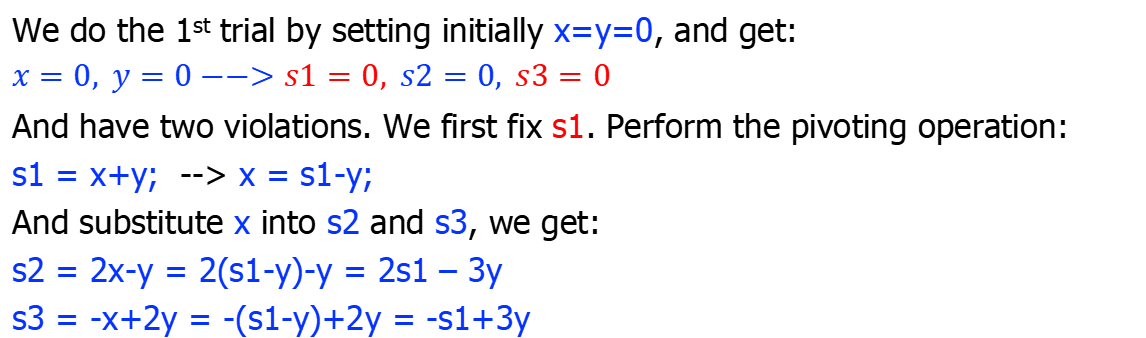 We do the 1st trial by setting initially x=y=0, and get:
x = 0, y = 0 −−> s1 = 0, s2 = 0, s3 = 0
And have two violations. We first fix s1. Perform the pivoting operation:
s1 = x+y; --> x = s1-y;
And substitute x into s2 and s3, we get:
s2 = 2x-y = 2(s1-y)-y = 2s1 – 3y
s3 = -x+2y = -(s1-y)+2y = -s1+3y